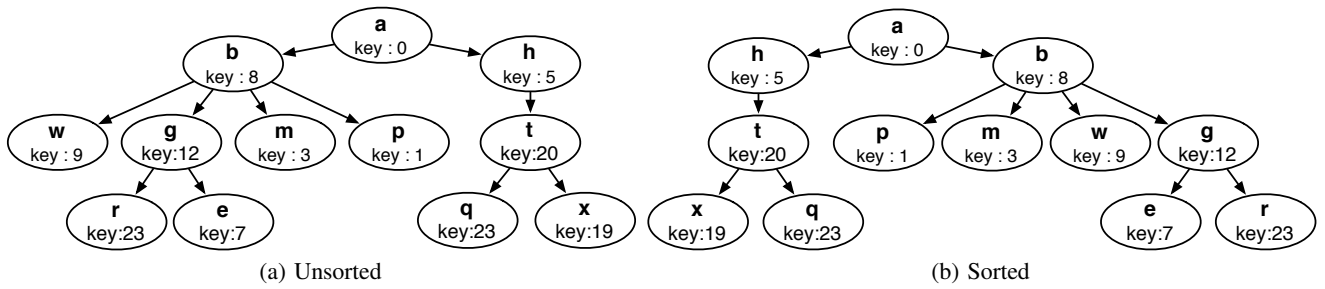 a
key : 0
b
key : 8
h
key : 5
w
key : 9
g
key:12
m
key : 3
p
key : 1
t
key:20
r
key:23
e
key:7
q
key:23
x
key:19
(a) Unsorted
a
key : 0
h
key : 5
b
key : 8
t
key:20
p
key : 1
m
key : 3
w
key : 9
g
key:12
x
key:19
q
key:23
e
key:7
r
key:23
(b) Sorted